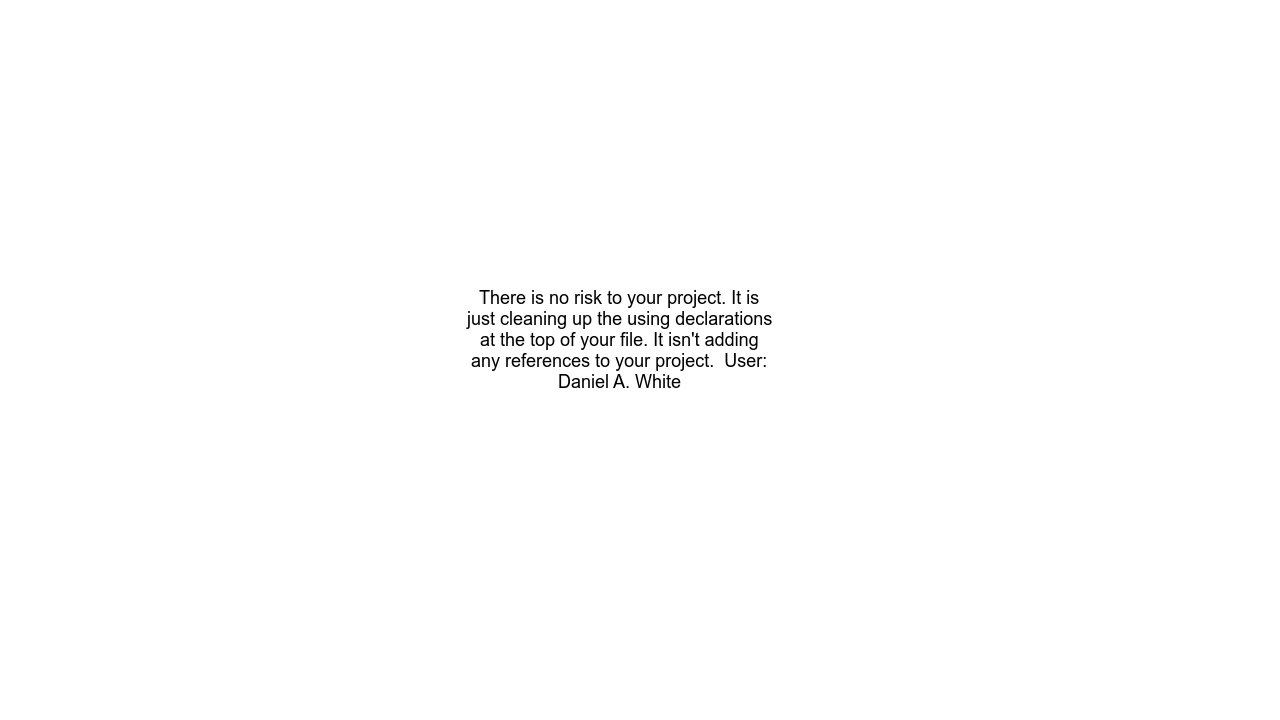 There is no risk to your project. It is
just cleaning up the using declarations
at the top of your file. It isn't adding
any references to your project.  User:
Daniel A. White